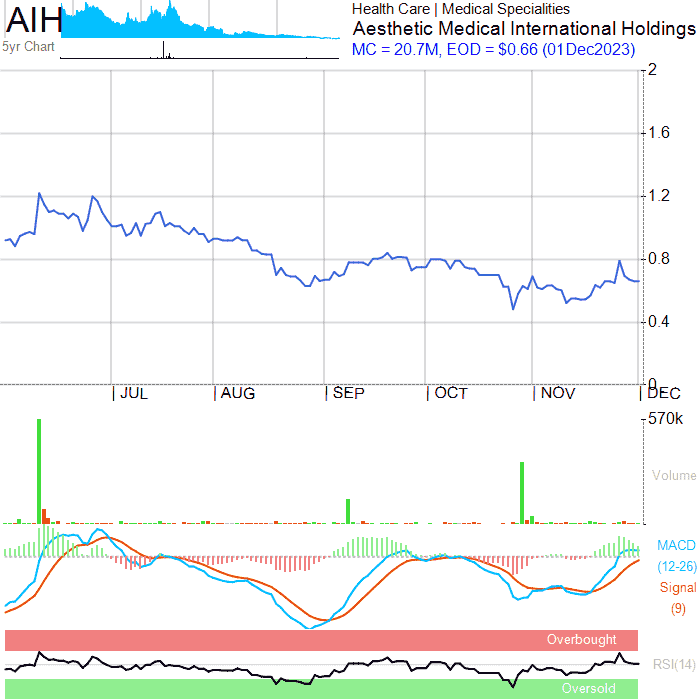 AIH
5yr Chart
Health Care | Medical Specialities
Aesthetic Medical International Holdings
MC = 20.7M, EOD = $0.66 (01Dec2023)
2
1.6
1.2
0.8
0.4
0
JUL
AUG
SEP
OCT
NOV
DEC
570k
Volume
MACD
(12-26)
Signal
(9)
Overbought
RSI(14)
Oversold